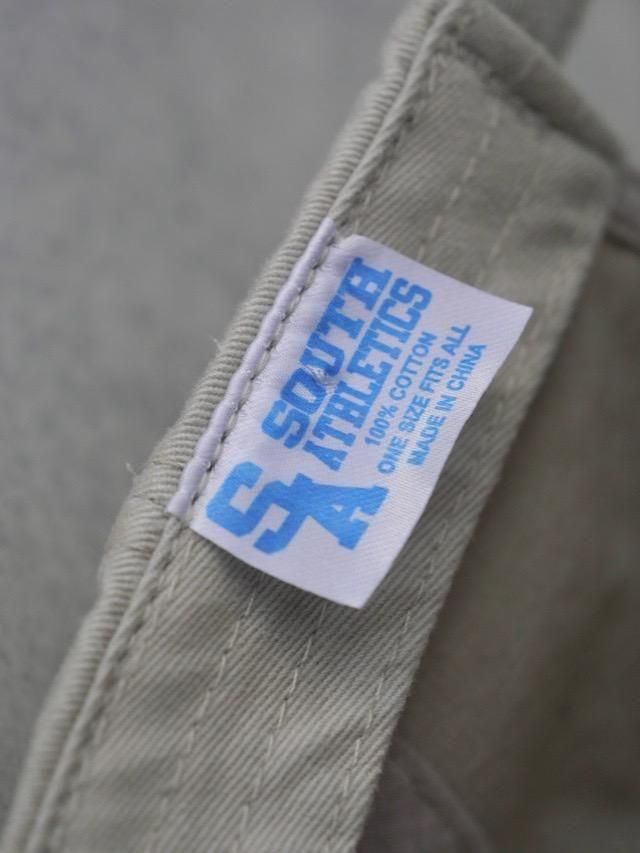 SA
SOUTH
ATHLETICS
100% COTTON
ONE SIZE FITS ALL
MADE IN CHINA